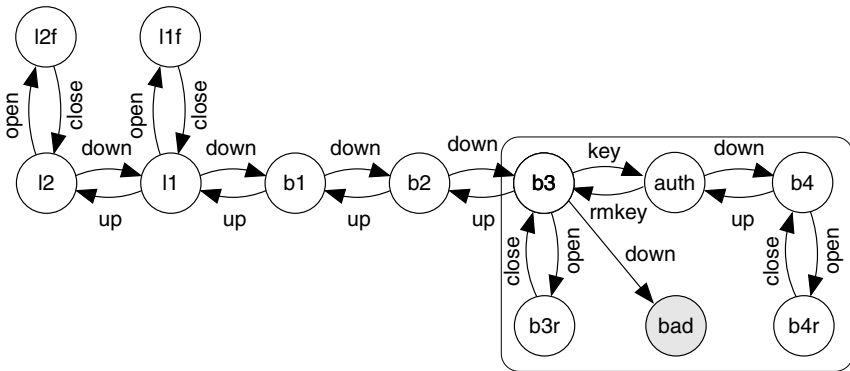 l2f
l1f
open
close
open
close
down
down
down
down
key
down
l2
l1
b1
b2
b3
auth
b4
up
up
up
up
rmkey
up
close
open
down
close
open
b3r
bad
b4r